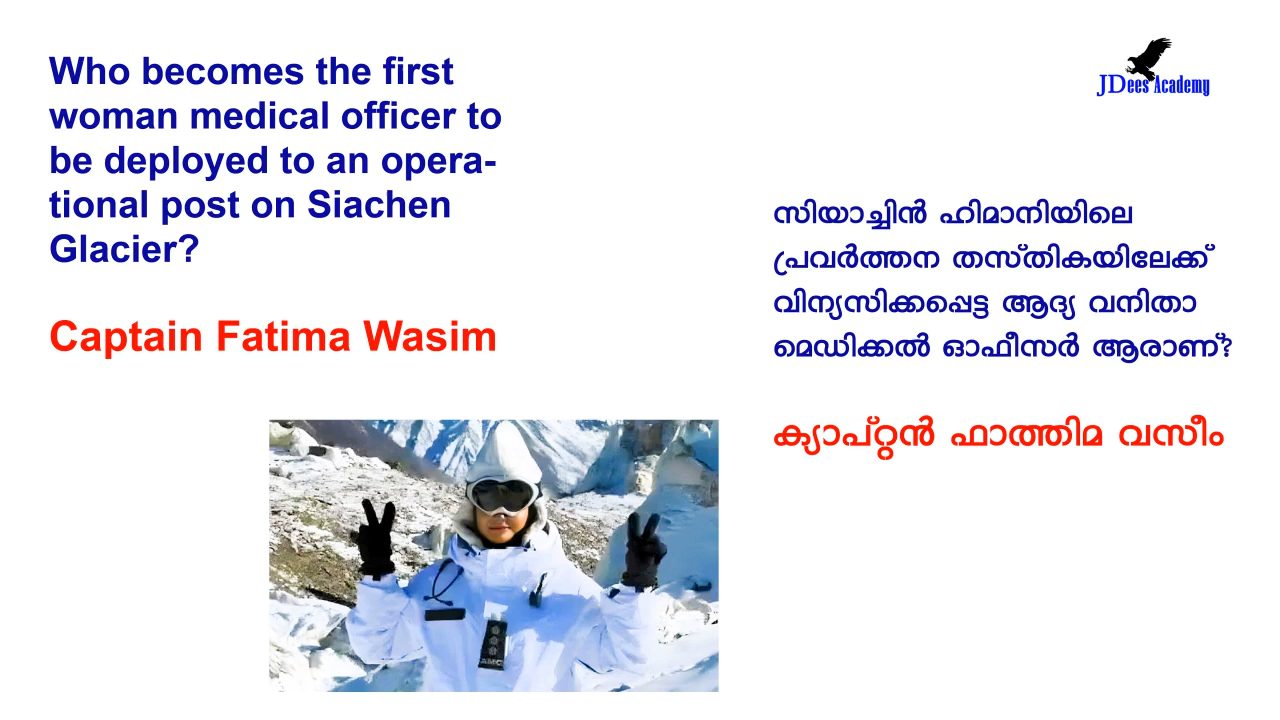 Who becomes the first
woman medical officer to
be deployed to an opera-
tional post on Siachen
Glacier?
Captain Fatima Wasim
JDees Academy
സിയാച്ചിൻ ഹിമാനിയിലെ
പ്രവർത്തന തസ്തികയിലേക്ക്
വിന്യസിക്കപ്പെട്ട ആദ്യ വനിതാ
മെഡിക്കൽ ഓഫീസർ ആരാണ്?
ക്യാപ്റ്റൻ ഫാത്തിമ വസീം
AMC